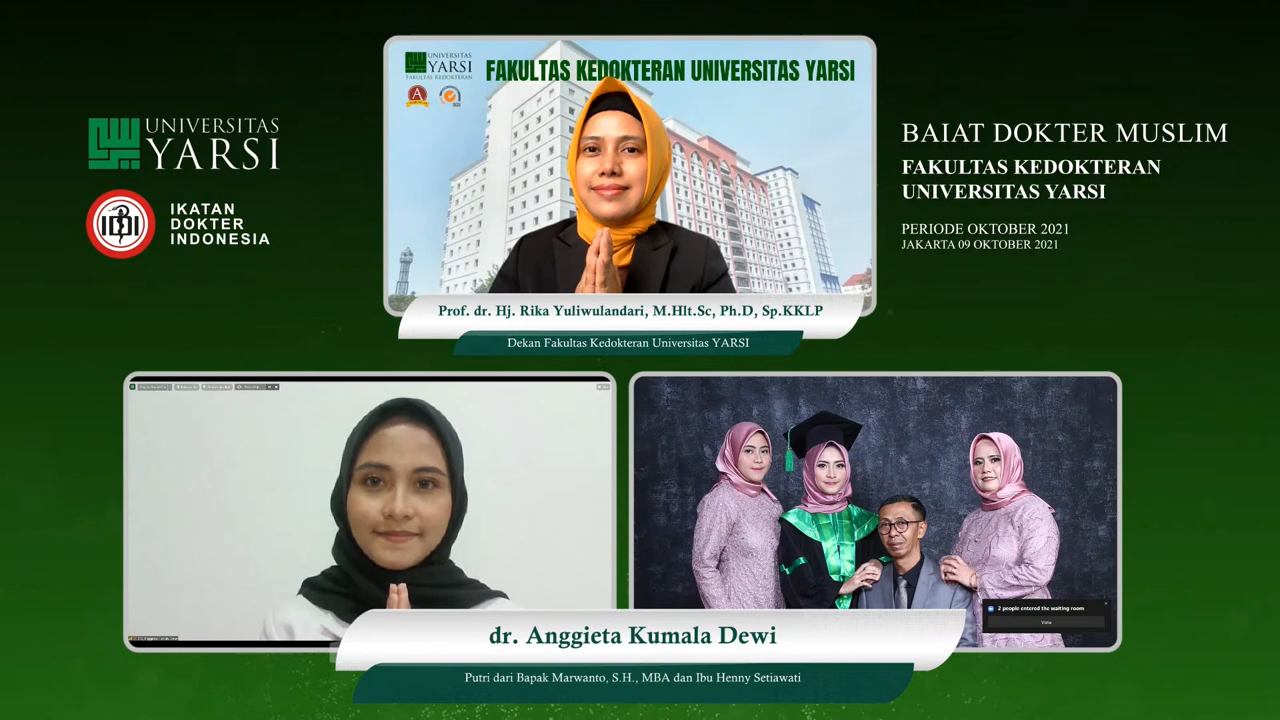 UNIVERSITAS
YARSI
IKATAN
DOKTER
INDONESIA
UNIVERSITAS
YARSI
FAKULTAS KEDOKTERAN
FAKULTAS KEDOKTERAN UNIVERSITAS YARSI
A
BAIAT DOKTER MUSLIM
FAKULTAS KEDOKTERAN
UNIVERSITAS YARSI
PERIODE OKTOBER 2021
JAKARTA 09 OKTOBER 2021
Prof. dr. Hj. Rika Yuliwulandari, M.Hlt.Sc, Ph.D, Sp.KKLP
Dekan Fakultas Kedokteran Universitas YARSI
2 people entered the waiting room
View
dr. Anggieta Kumala Dewi
Putri dari Bapak Marwanto, S.H., MBA dan Ibu Henny Setiawati